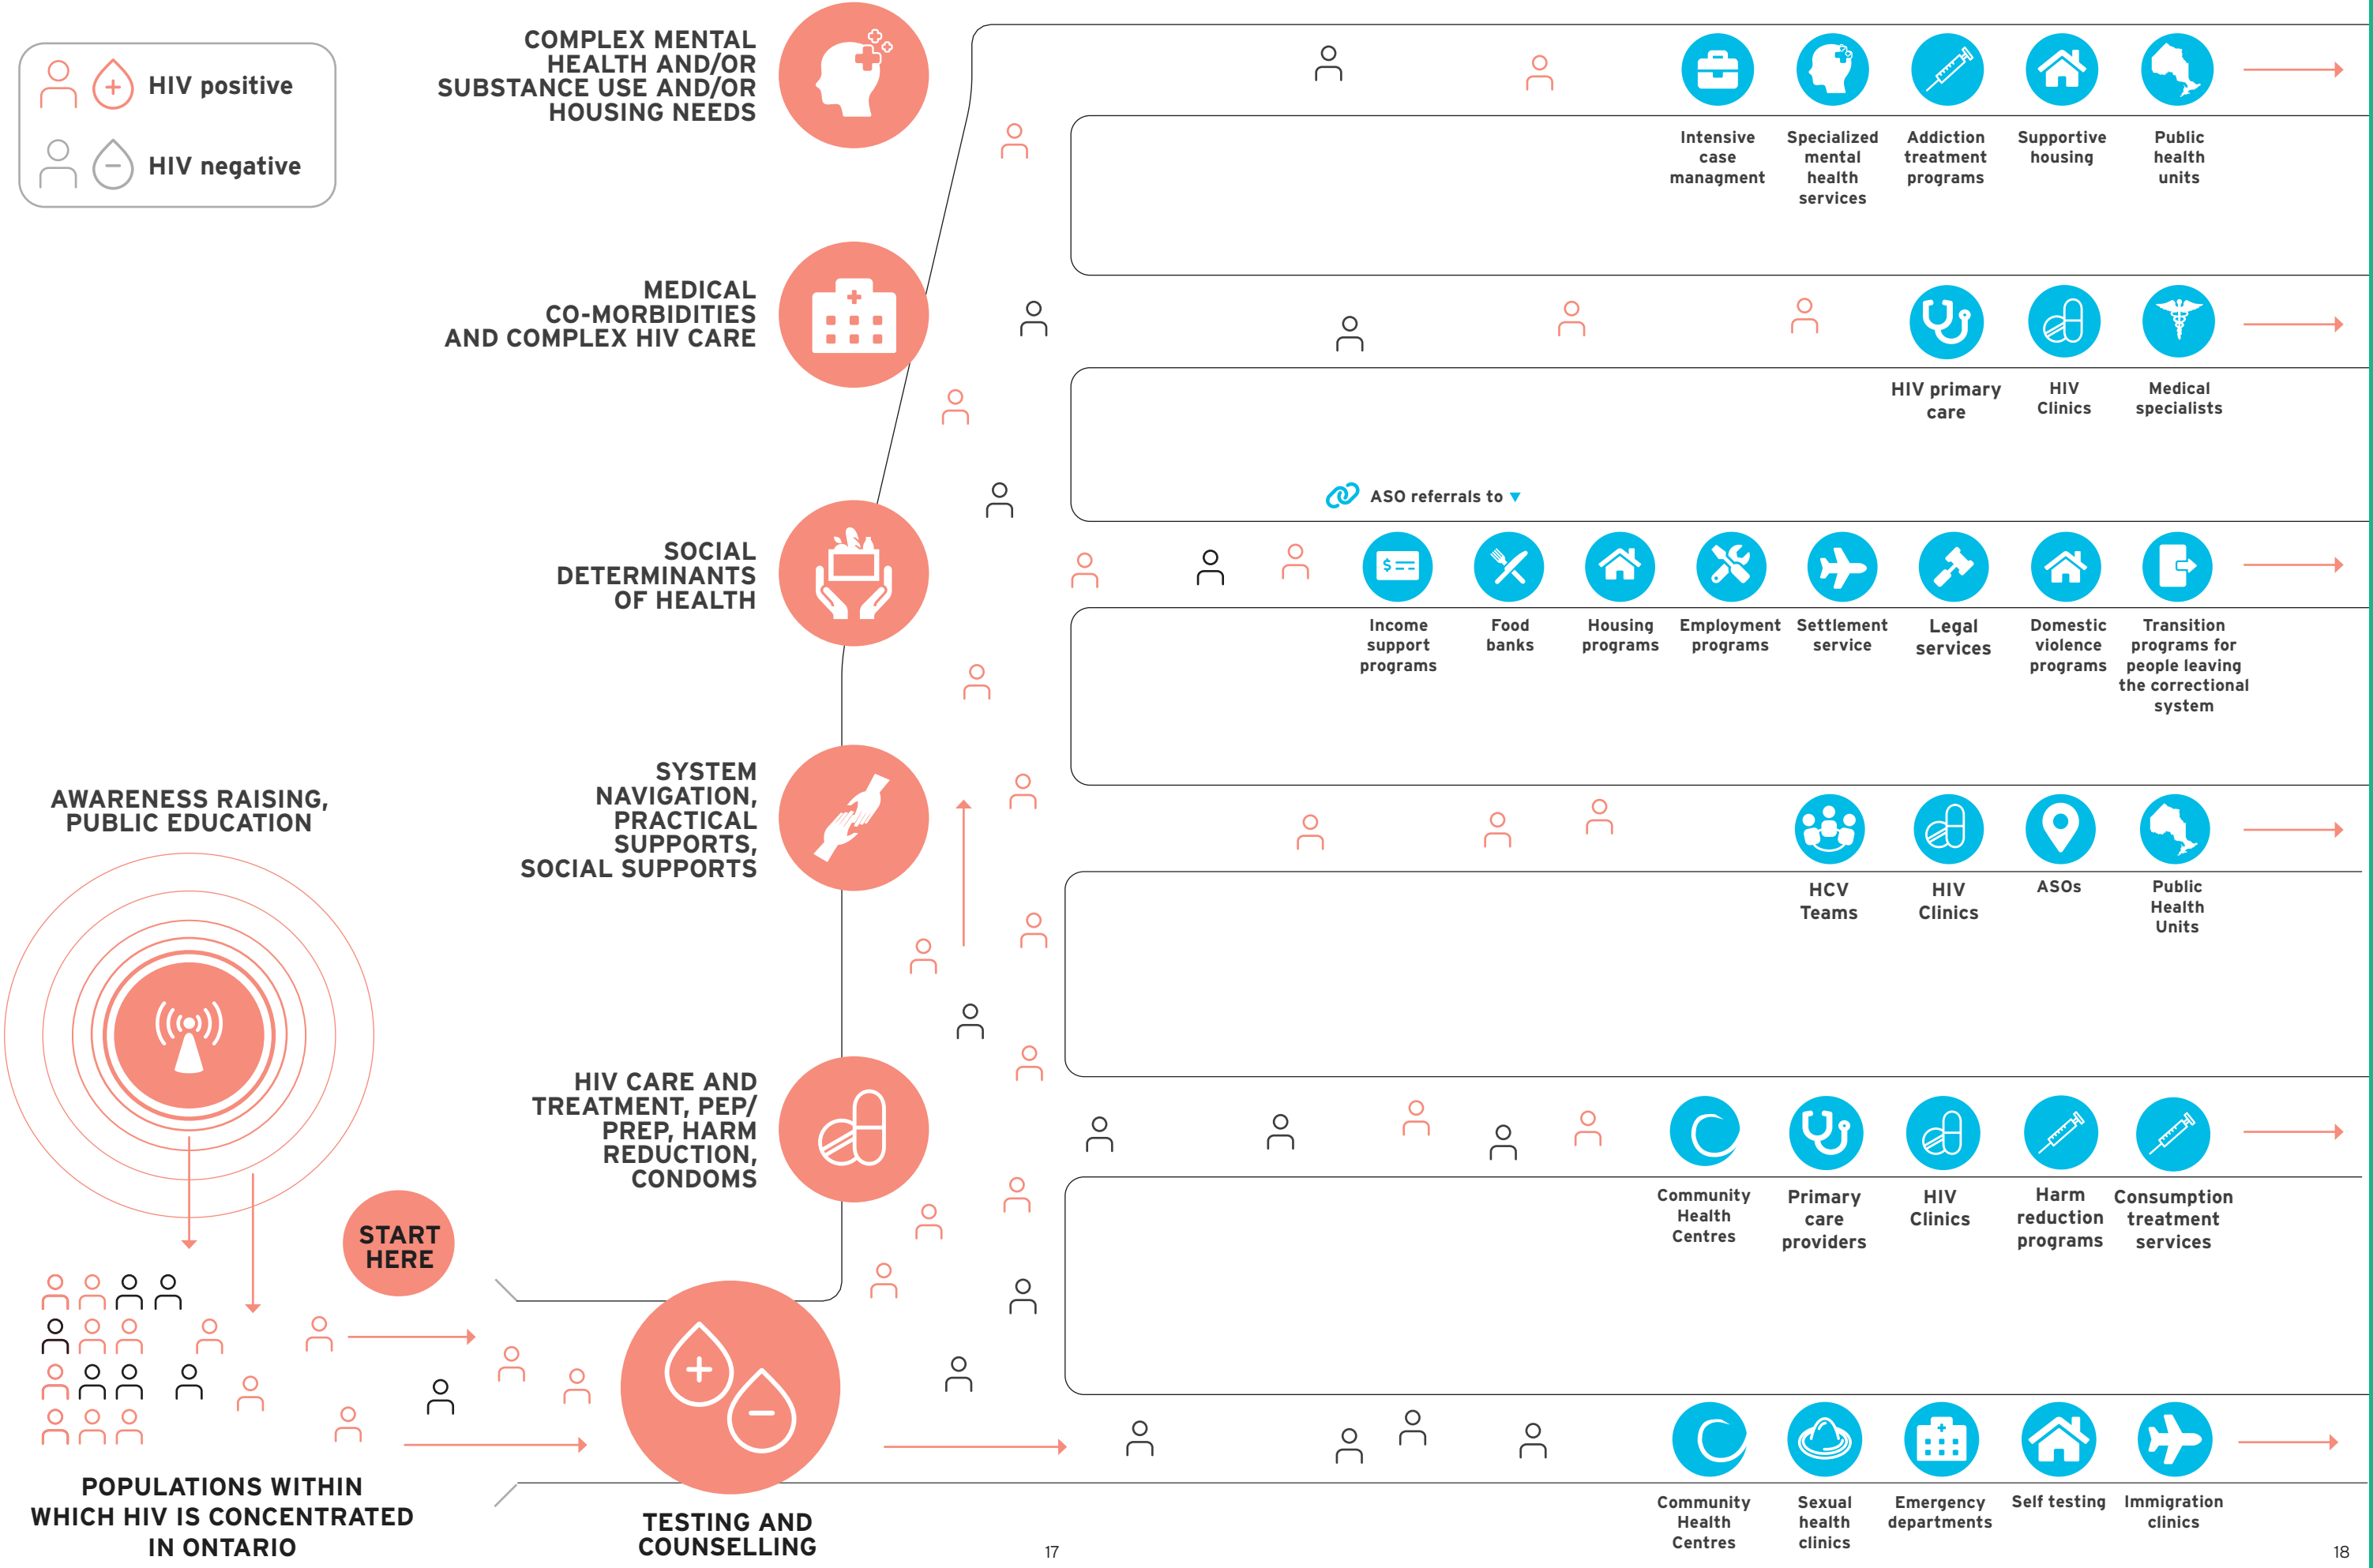 HIV positive
HIV negative
COMPLEX MENTAL
HEALTH AND/OR
SUBSTANCE USE AND/OR
HOUSING NEEDS
Intensive
case
managment
Specialized
mental
health
services
Addiction
treatment
programs
Supportive
housing
Public
health
units
MEDICAL
CO-MORBIDITIES
AND COMPLEX HIV CARE
HIV primary
care
HIV
Clinics
Medical
specialists
ASO referrals to
SOCIAL
DETERMINANTS
OF HEALTH
$
Income
support
programs
Food
banks
Housing
programs
Employment
programs
Settlement
service
Legal
services
Domestic
violence
programs
Transition
programs for
people leaving
the correctional
system
SYSTEM
NAVIGATION,
PRACTICAL
SUPPORTS,
SOCIAL SUPPORTS
HCV
Teams
HIV
Clinics
ASOs
Public
Health
Units
AWARENESS RAISING,
PUBLIC EDUCATION
HIV CARE AND
TREATMENT, PEP/
PREP, HARM
REDUCTION,
CONDOMS
Community
Health
Centres
Primary
care
providers
HIV
Clinics
Harm
reduction
programs
Consumption
treatment
services
START
HERE
POPULATIONS WITHIN
WHICH HIV IS CONCENTRATED
IN ONTARIO
TESTING AND
COUNSELLING
Community
Health
Centres
Sexual
health
clinics
Emergency
departments
Self testing
Immigration
clinics
17
18